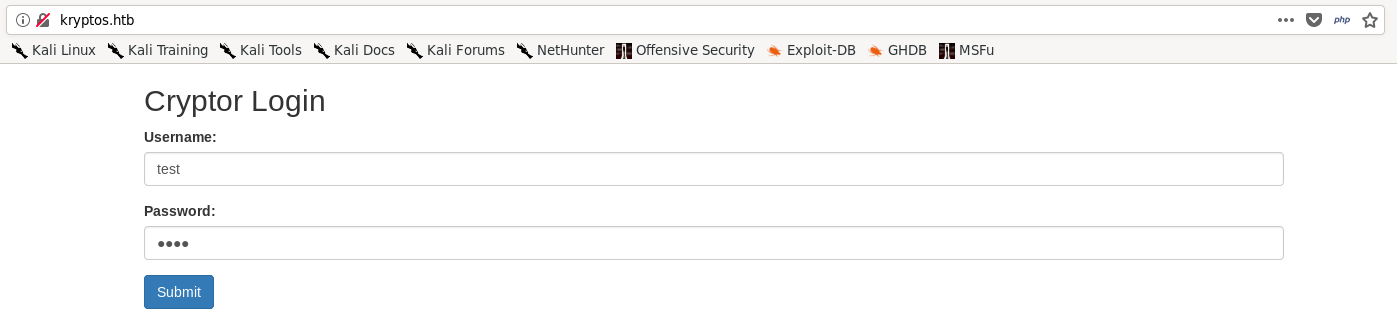 kryptos.htb php
Kali Linux Kali Training Kali Tools Kali Docs Kali Forums NetHunter Offensive Security Exploit-DB GHDB MSFu
Cryptor Login
Username:
test
Password:
●●●●
Submit